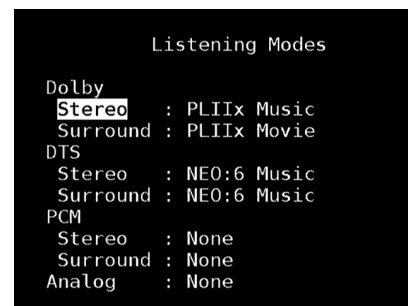 Listening Modes
Dolby
Stereo : PLIIx Music
Surround : PLIIx Movie
DTS
Stereo : NEO:6 Music
Surround : NEO:6 Music
PCM
Stereo : None
Surround : None
Analog : None